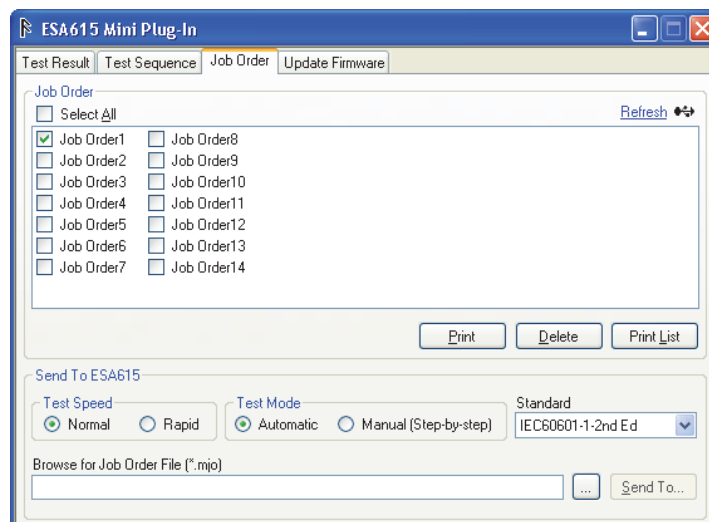 ESA615 Mini Plug-In
Test Result Test Sequence Job Order Update Firmware
Job Order
Select All Refresh
Job Order1 Job Order8
Job Order2 Job Order9
Job Order3 Job Order10
Job Order4 Job Order11
Job Order5 Job Order12
Job Order6 Job Order13
Job Order7 Job Order14
Print Delete Print List
Send To ESA615
Test Speed Test Mode Standard
Normal Rapid Automatic Manual (Step-by-step) IEC60601-1-2nd Ed
Browse for Job Order File (*.mjo)
... Send To...